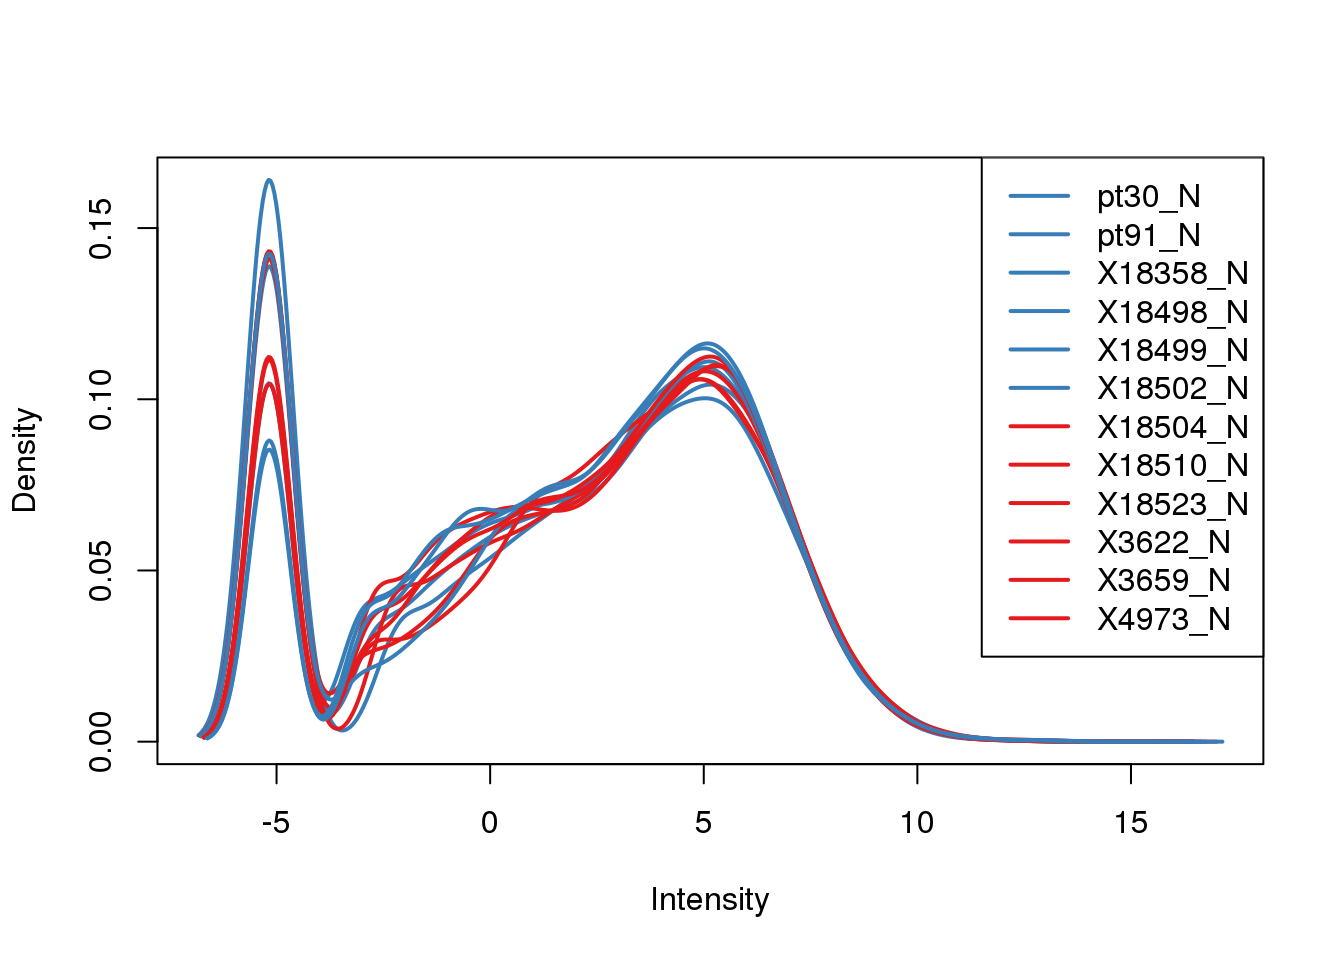 pt30_N
pt91_N
X18358_N
X18498_N
X18499_N
X18502_N
X18504_N
X18510_N
X18523_N
X3622_N
X3659_N
X4973_N
0.15
0.10
0.05
0.00
Density
-5 0 5 10 15
Intensity